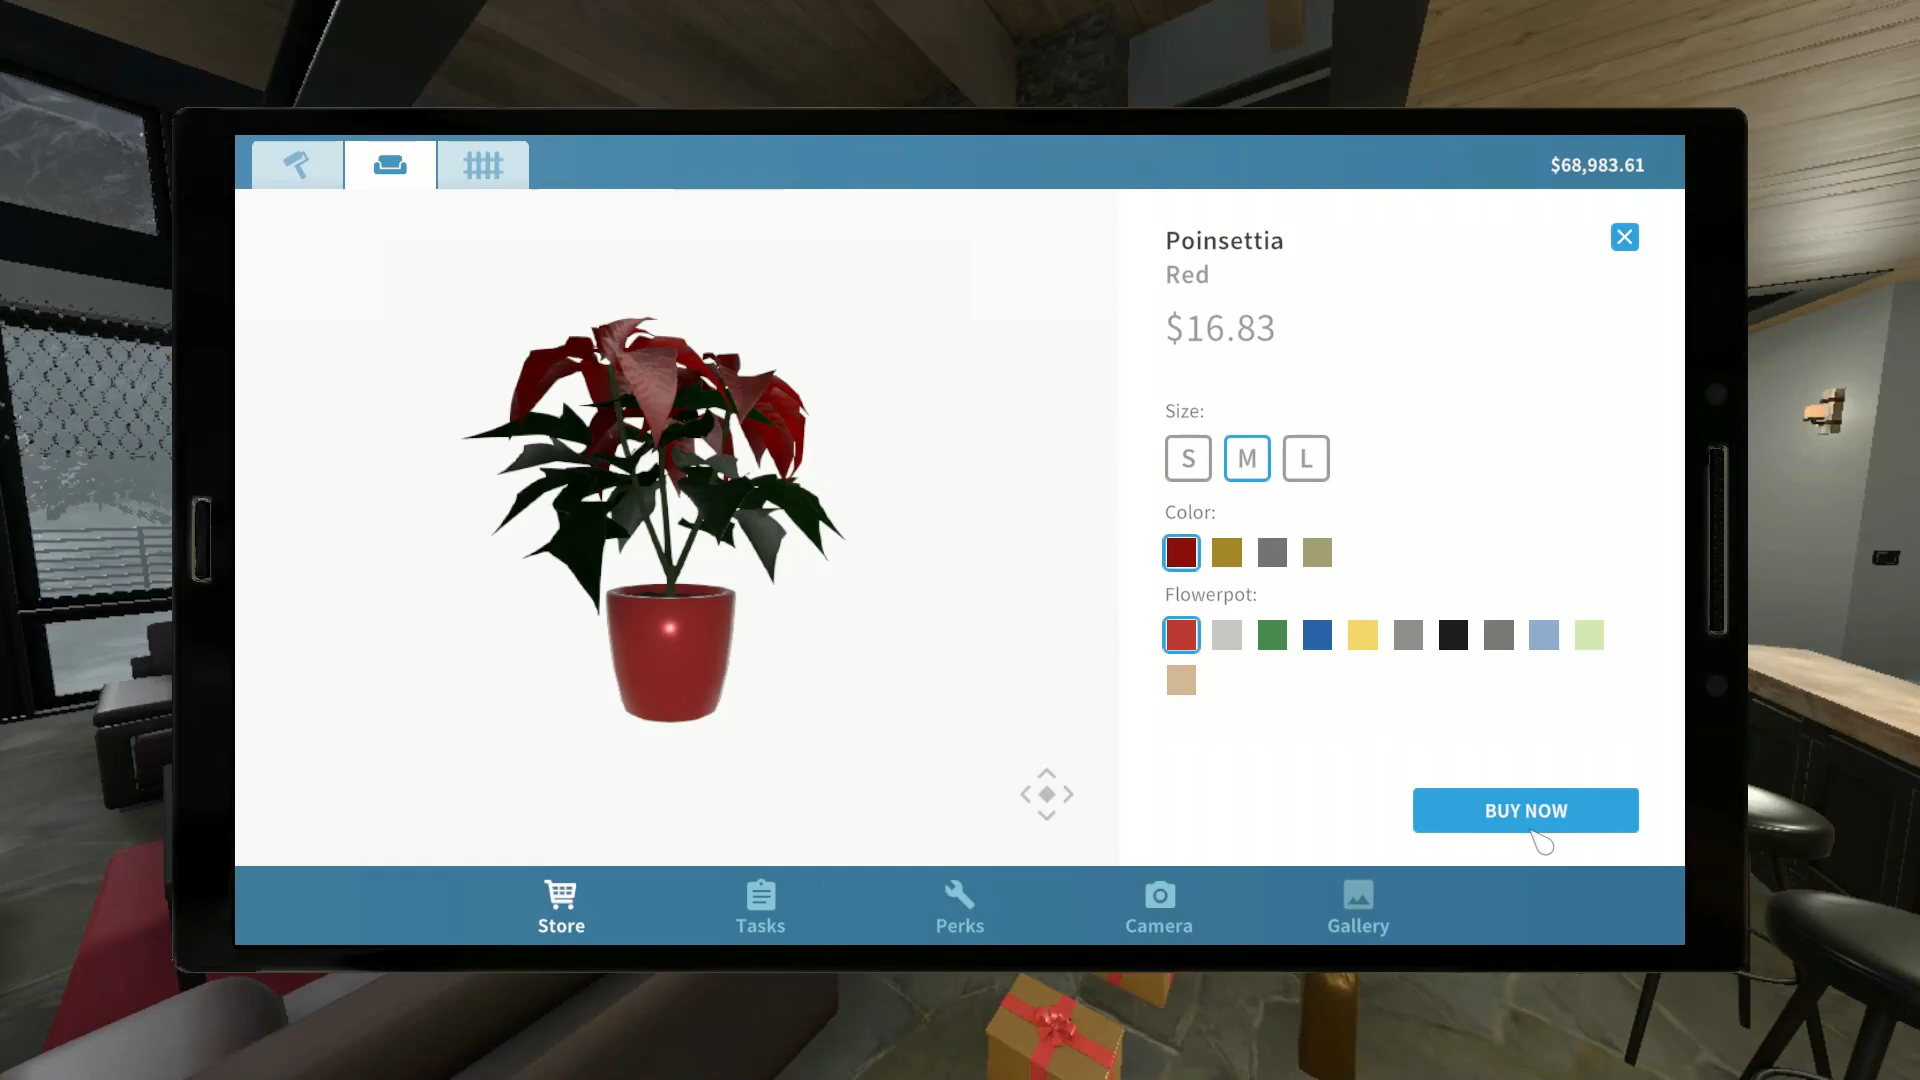 $68,983.61
Poinsettia
Red
$16.83
Size:
S M L
Color:
Flowerpot:
BUY NOW
Store Tasks Perks Camera Gallery